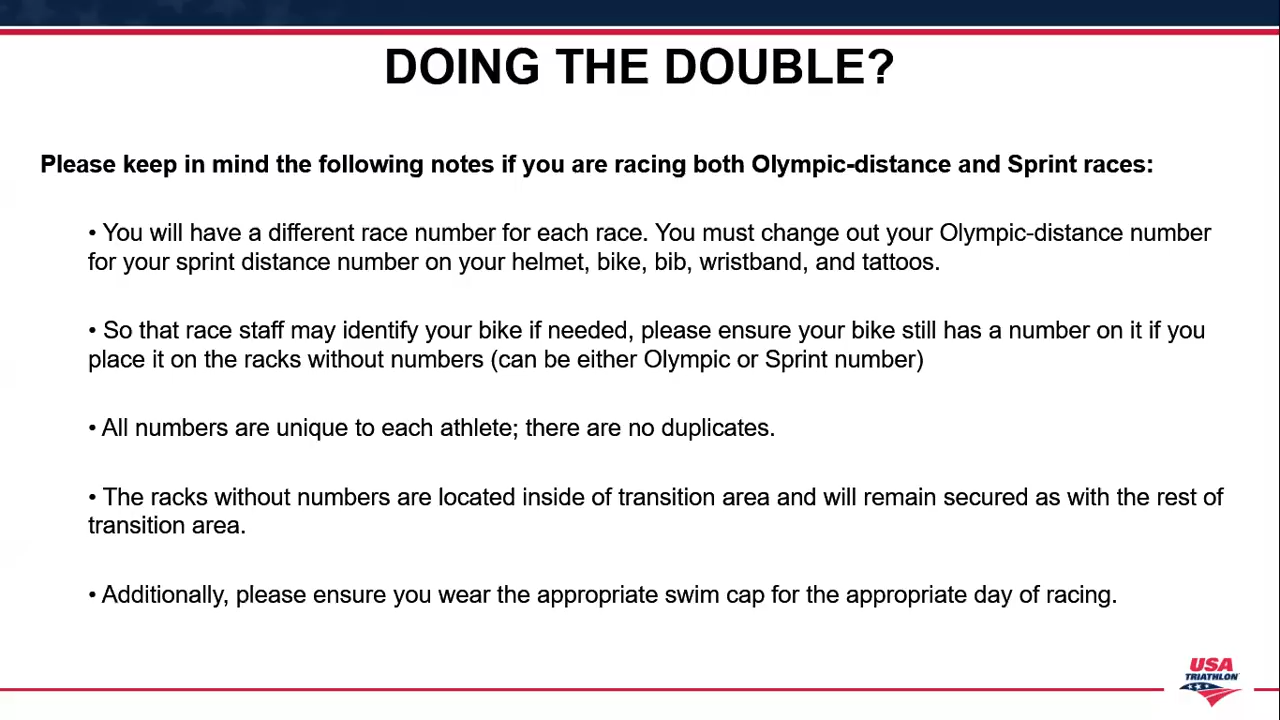 DOING THE DOUBLE?
Please keep in mind the following notes if you are racing both Olympic-distance and Sprint races:
• You will have a different race number for each race. You must change out your Olympic-distance number
for your sprint distance number on your helmet, bike, bib, wristband, and tattoos.
• So that race staff may identify your bike if needed, please ensure your bike still has a number on it if you
place it on the racks without numbers (can be either Olympic or Sprint number)
• All numbers are unique to each athlete; there are no duplicates.
• The racks without numbers are located inside of transition area and will remain secured as with the rest of
transition area.
• Additionally, please ensure you wear the appropriate swim cap for the appropriate day of racing.
USA
TRIATHLON